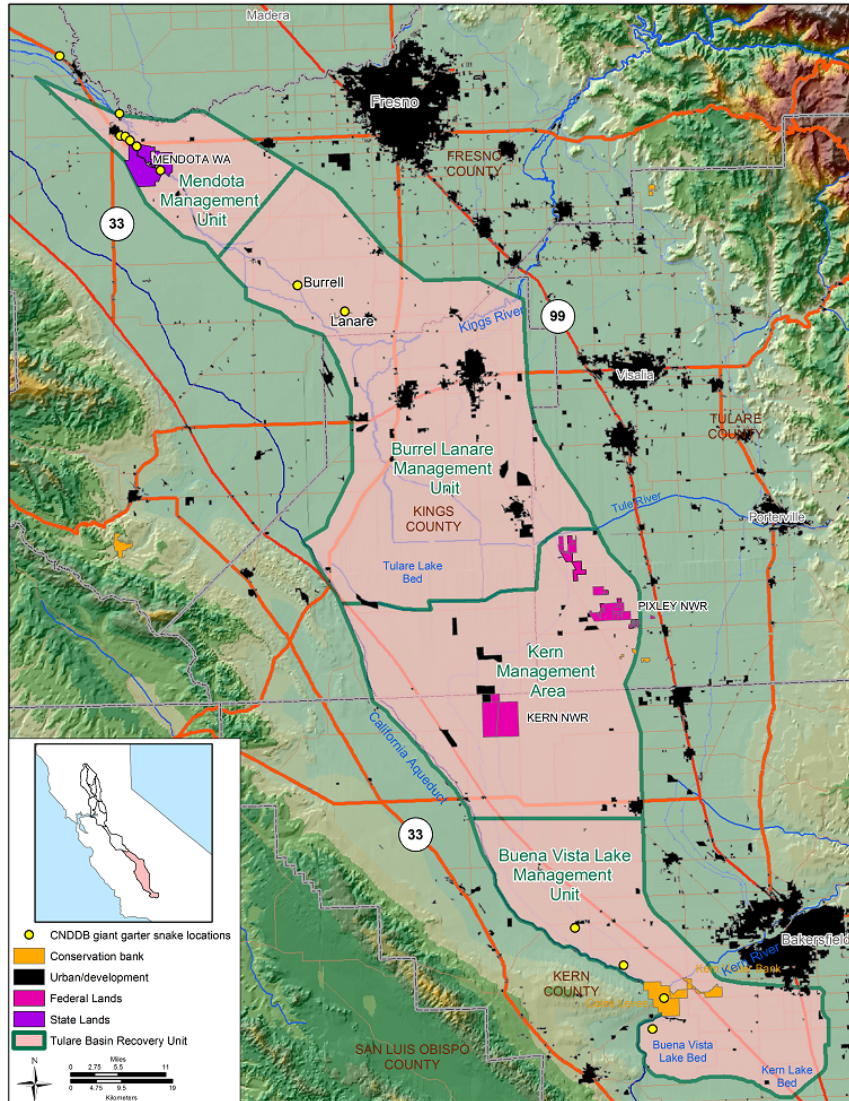 Madera
Fresno
FRESNO
COUNTY
MENDOTA WA
Mendota
Management
Unit
33
Burrell
Lanare
Kings River
99
Visalia
TULARE
COUNTY
Burrel Lanare
Management
Unit
KINGS
COUNTY
Tule River
Porterville
Tulare Lake
Bed
PIXLEY NWR
Kern
Management
Area
KERN NWR
California Aqueduct
33
Buena Vista Lake
Management
Unit
Bakersfield
Kern River
Kern Water Bank
KERN
COUNTY
Buena Vista
Lake Bed
Kern Lake
Bed
SAN LUIS OBISPO
COUNTY
CNDDB giant garter snake locations
Conservation bank
Urban/development
Federal Lands
State Lands
Tulare Basin Recovery Unit
N
Miles
0 2.75 5.5 11
0 4.75 9.5 19
Kilometers